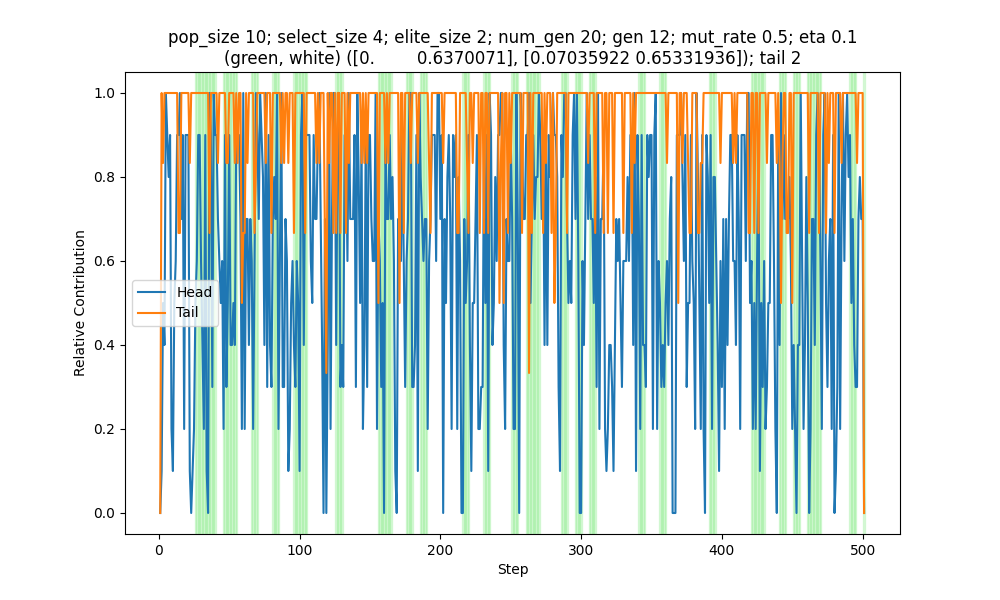 pop_size 10; select_size 4; elite_size 2; num_gen 20; gen 12; mut_rate 0.5; eta 0.1
(green, white) ([0.        0.6370071], [0.07035922 0.65331936]); tail 2
1.0
0.8
0.6
0.4
0.2
0.0
Relative Contribution
Head
Tail
0
100
200
300
400
500
Step